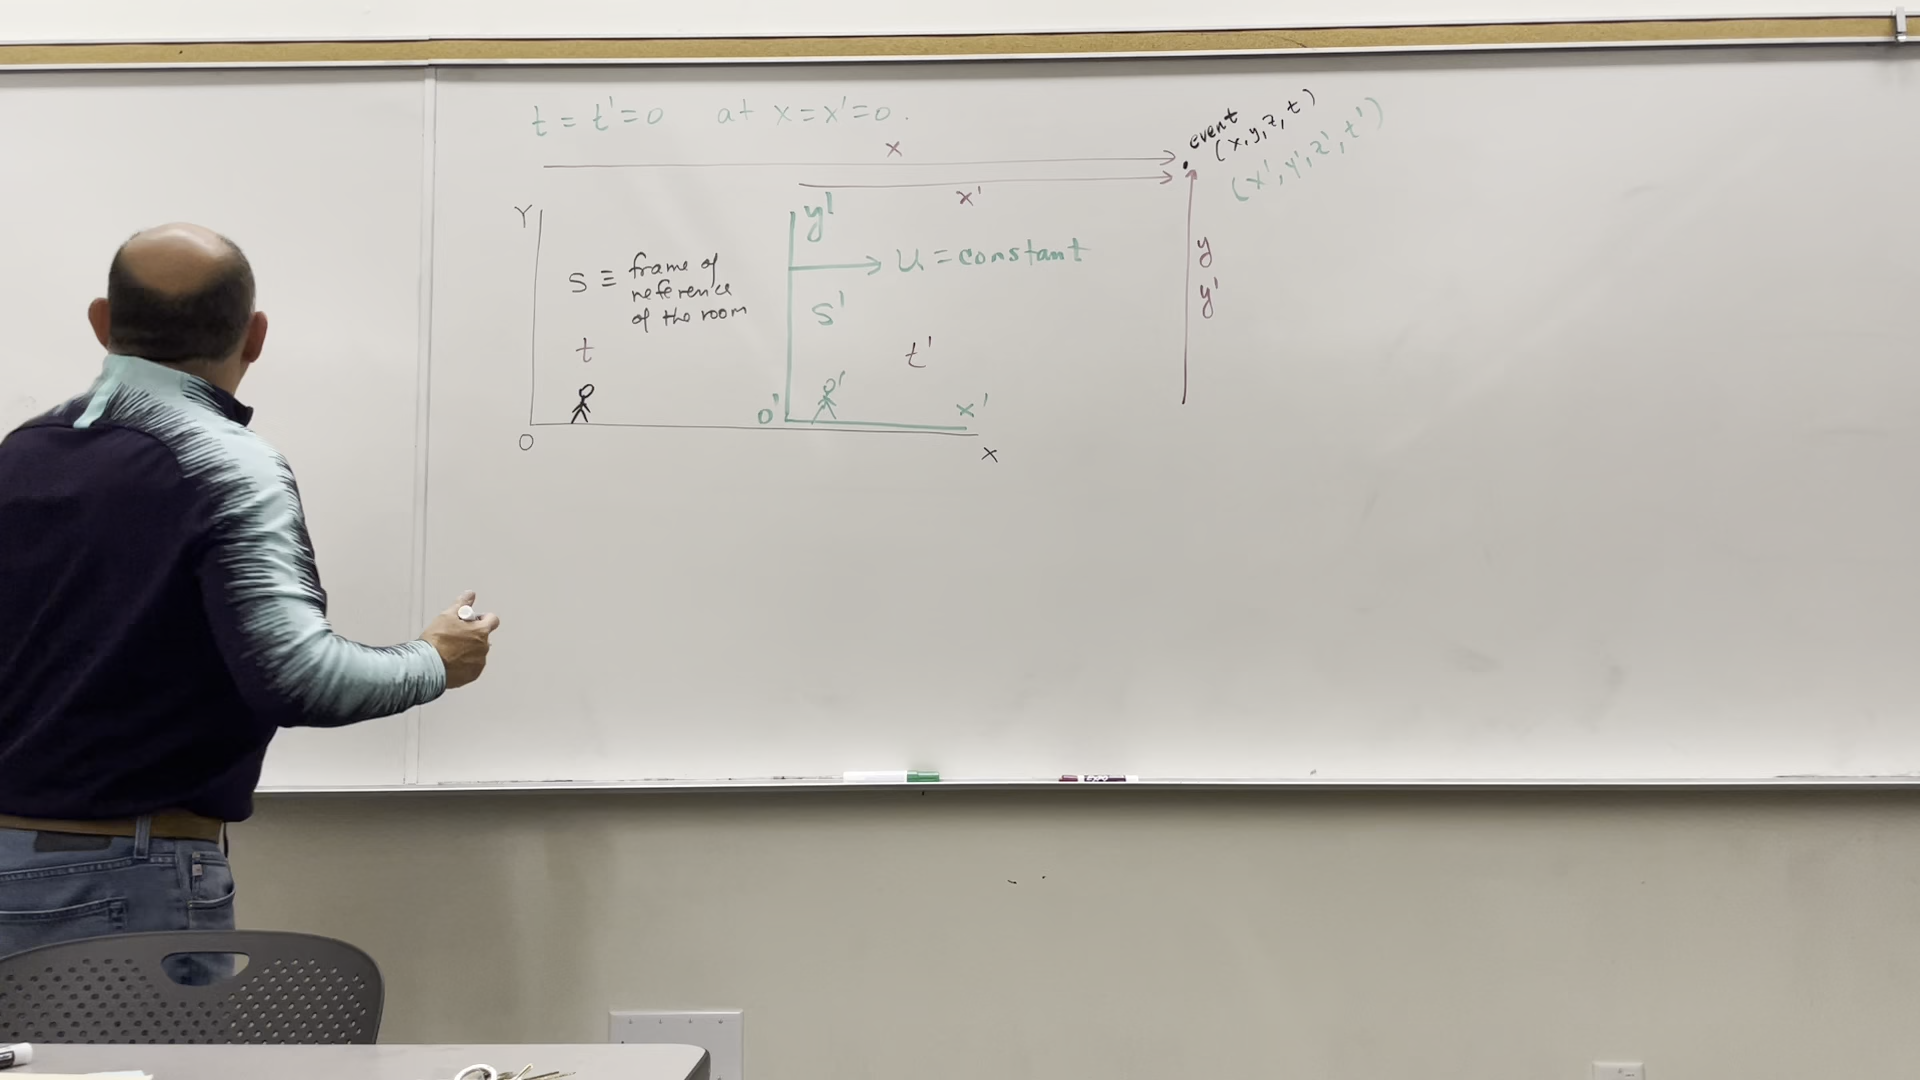 t = t' = 0 at x = x' = 0.
x
event
(x, y, z, t)
(x', y', z', t')
x'
Y
y'
u = constant
y
S ≡ frame of
reference
of the room
S'
y'
t
t'
O'
O'
x'
O
x